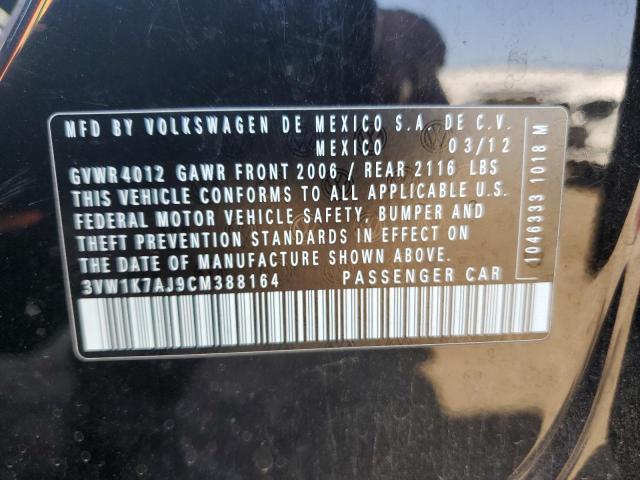 MFD BY VOLKSWAGEN DE MEXICO S.A. DE C.V.
MEXICO 03/12
GVWR4012 GAWR FRONT 2006 / REAR 2116 LBS
THIS VEHICLE CONFORMS TO ALL APPLICABLE U.S.
FEDERAL MOTOR VEHICLE SAFETY, BUMPER AND
THEFT PREVENTION STANDARDS IN EFFECT ON
THE DATE OF MANUFACTURE SHOWN ABOVE.
3VW1K7AJ9CM388164 PASSENGER CAR
1046333 1018 M